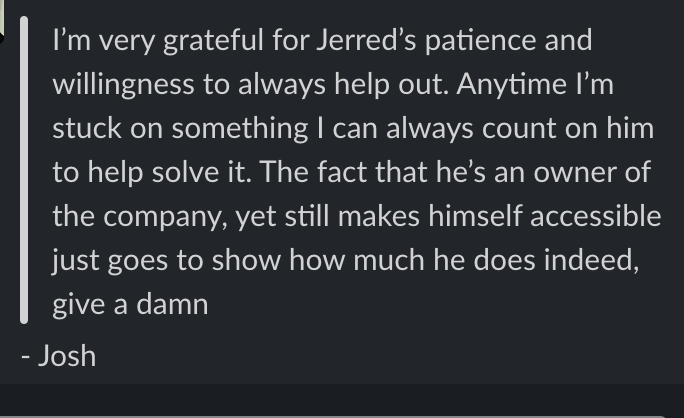 I’m very grateful for Jerred’s patience and
willingness to always help out. Anytime I’m
stuck on something I can always count on him
to help solve it. The fact that he’s an owner of
the company, yet still makes himself accessible
just goes to show how much he does indeed,
give a damn
- Josh